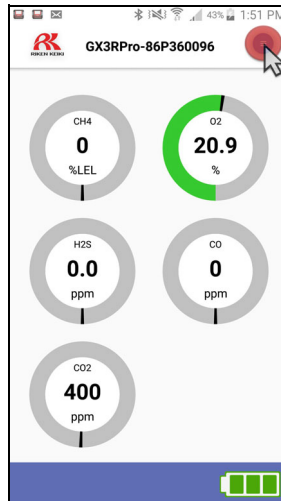 43% 1:51 PM
RIKEN KEIKI
GX3RPro-86P360096
CH4
0
%LEL
O2
20.9
%
H2S
0.0
ppm
CO
0
ppm
CO2
400
ppm